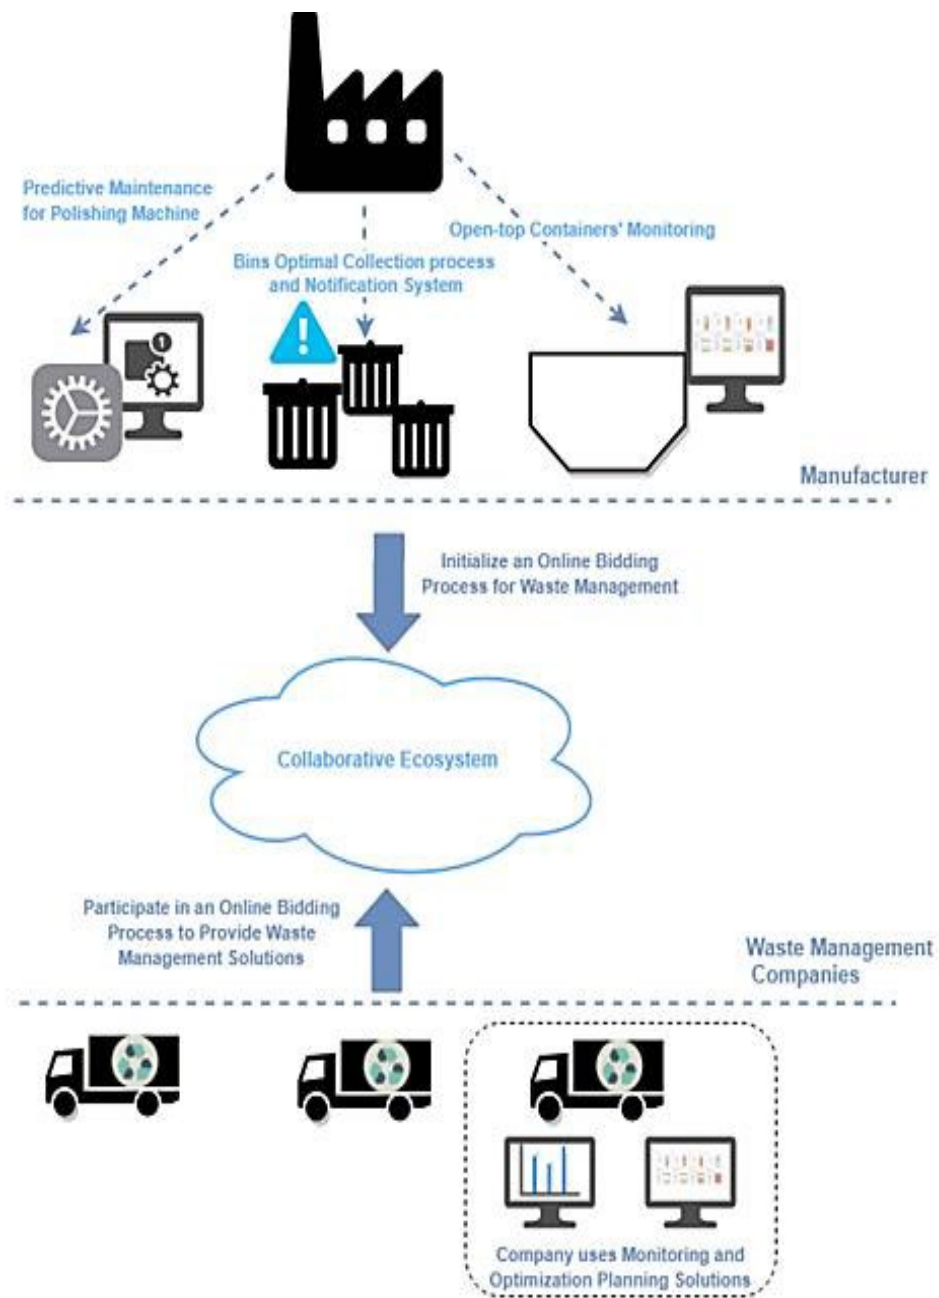 Predictive Maintenance
for Polishing Machine
Open-top Containers' Monitoring
Bins Optimal Collection process
and Notification System
1
Manufacturer
Initialize an Online Bidding
Process for Waste Management
Collaborative Ecosystem
Participate in an Online Bidding
Process to Provide Waste
Management Solutions
Waste Management
Companies
Company uses Monitoring and
Optimization Planning Solutions